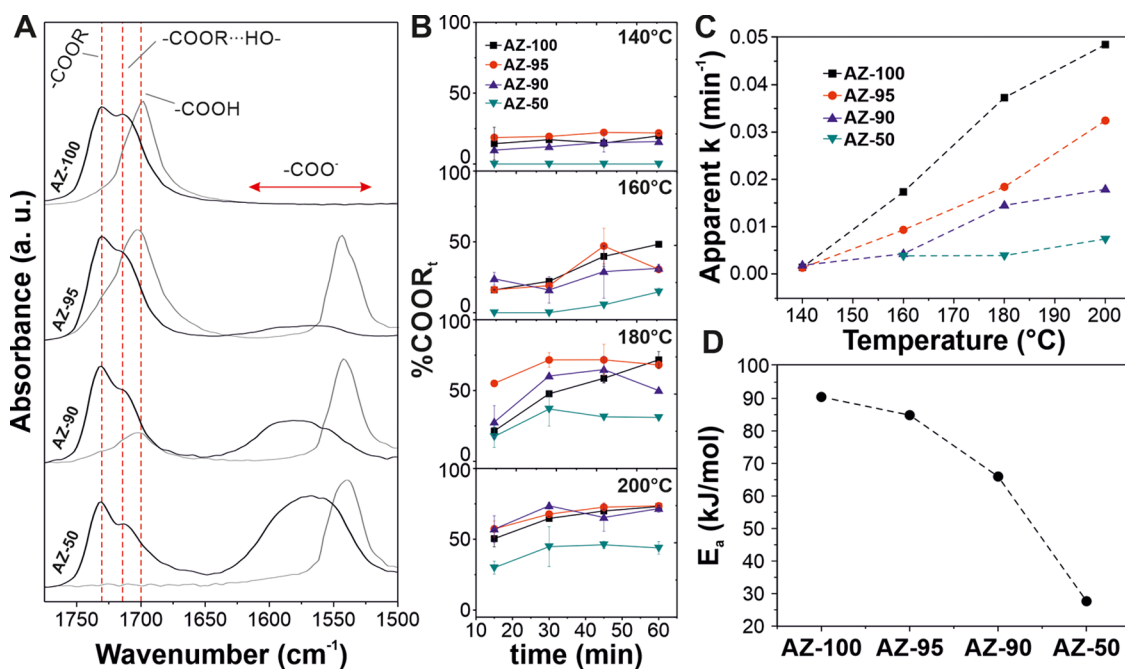 A
-COOR
-COOR···HO-
-COOH
-COO⁻
AZ-100
AZ-95
AZ-90
AZ-50
Absorbance (a. u.)
1750 1700 1650 1600 1550 1500
Wavenumber (cm⁻¹)
B
100
140°C
AZ-100
AZ-95
AZ-90
AZ-50
50
0
100
160°C
50
0
100
180°C
50
0
100
200°C
50
0
%COORₜ
10 20 30 40 50 60
time (min)
C
0.05
0.04
0.03
0.02
0.01
0.00
AZ-100
AZ-95
AZ-90
AZ-50
Apparent k (min⁻¹)
140 150 160 170 180 190 200
Temperature (°C)
D
100
90
80
70
60
50
40
30
20
Eₐ (kJ/mol)
AZ-100 AZ-95 AZ-90 AZ-50